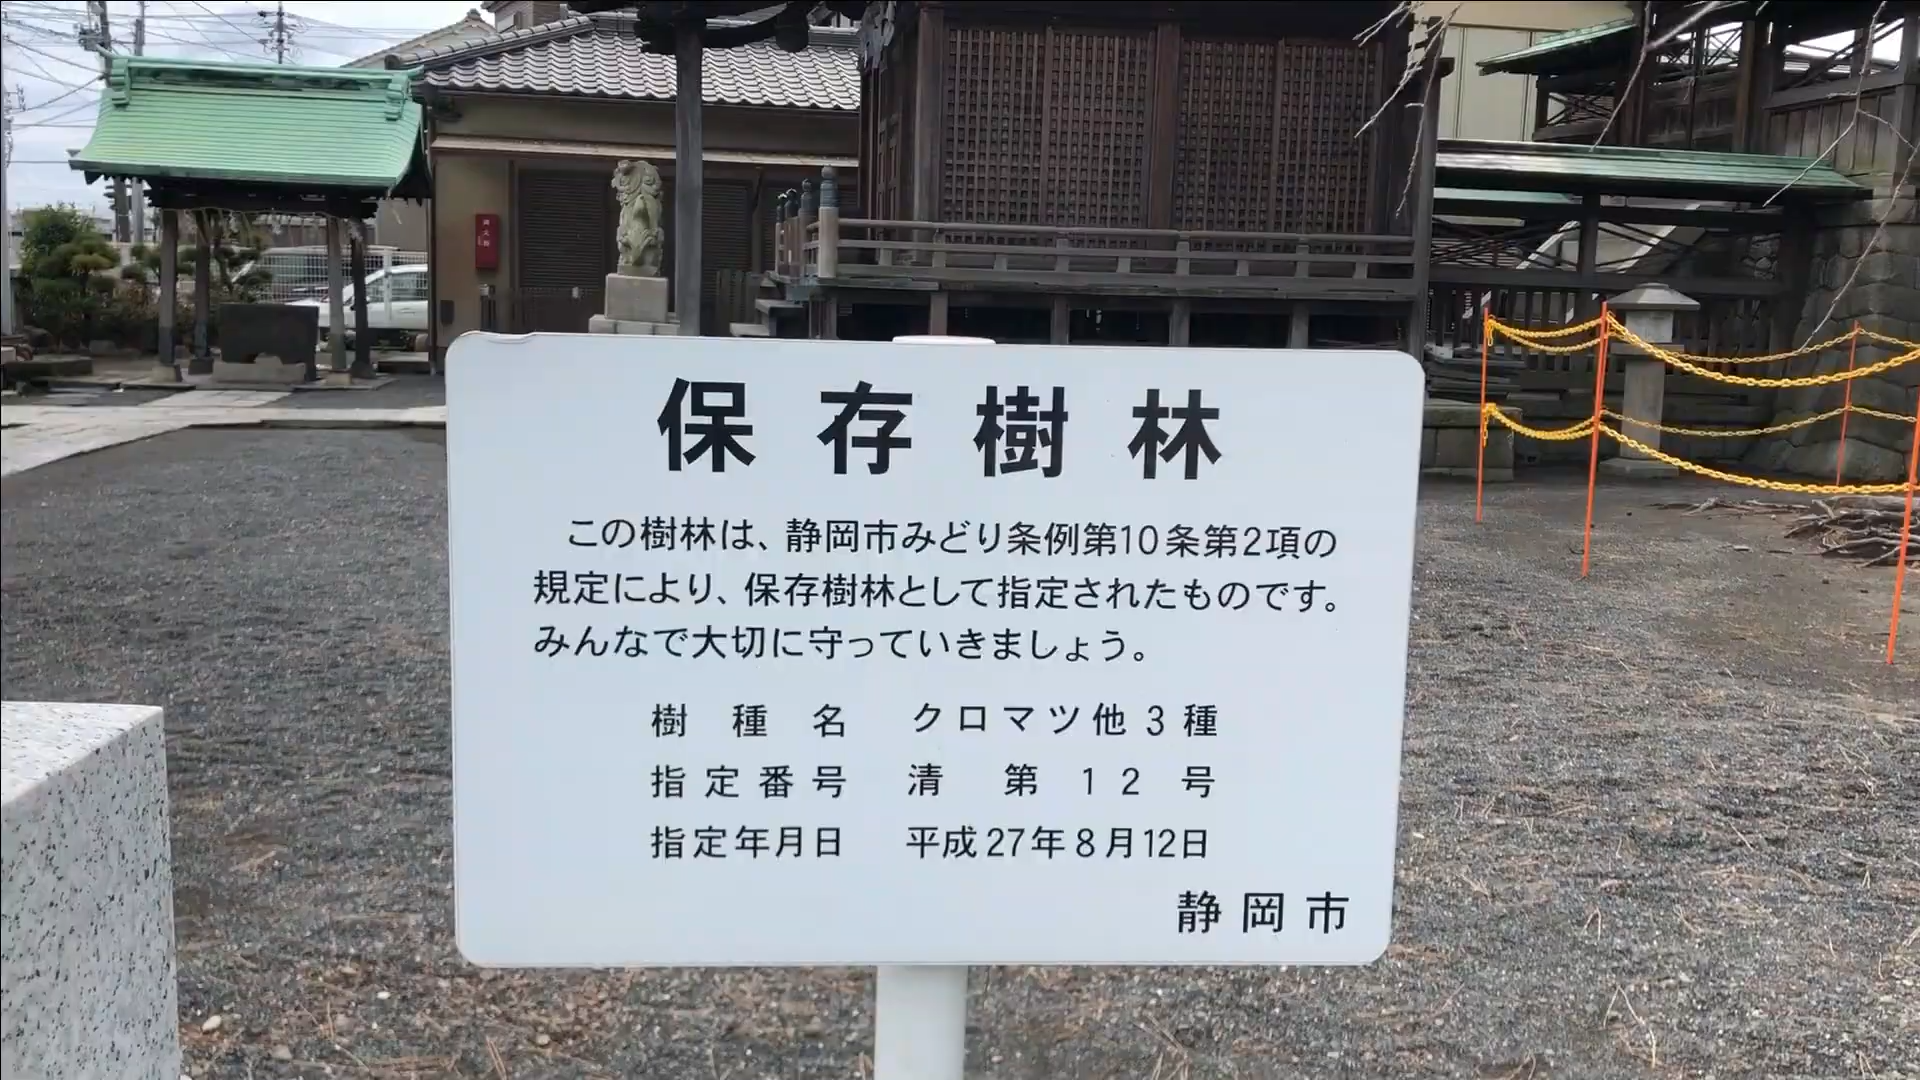 保存樹林
この樹林は、静岡市みどり条例第10条第2項の
規定により、保存樹林として指定されたものです。
みんなで大切に守っていきましょう。
樹種名 クロマツ他3種
指定番号 清第12号
指定年月日 平成27年8月12日
静岡市